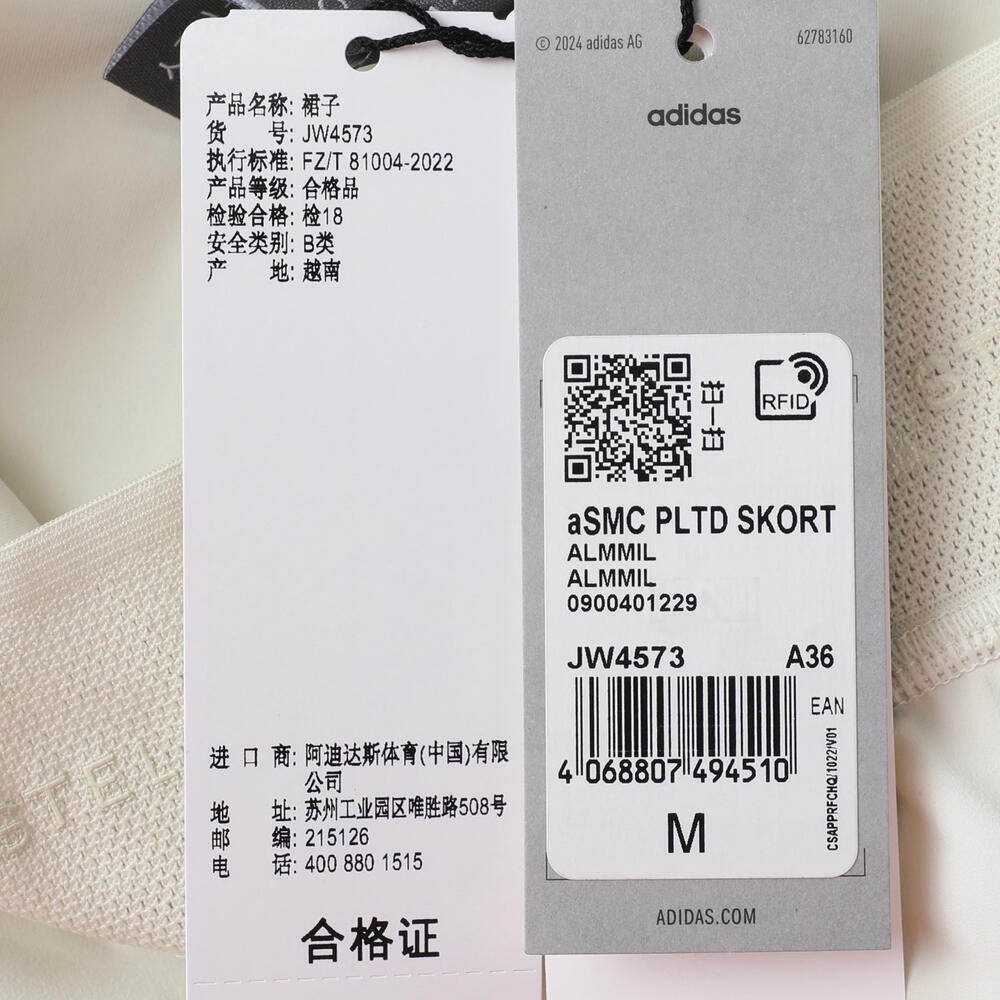 产品名称: 裙子
货 号: JW4573
执行标准: FZ/T 81004-2022
产品等级: 合格品
检验合格: 检18
安全类别: B类
产 地: 越南
进 口 商: 阿迪达斯体育(中国)有限
公司
地 址: 苏州工业园区唯胜路508号
邮 编: 215126
电 话: 400 880 1515
合格证
© 2024 adidas AG
62783160
adidas
扫一扫
RFID
aSMC PLTD SKORT
ALMMIL
ALMMIL
0900401229
JW4573 A36
EAN
4 068807 494510
CSAPPRFCHQ/1022/V01
M
ADIDAS.COM